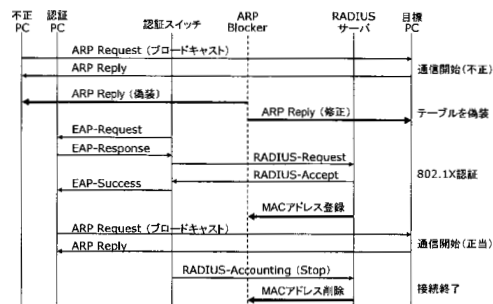 不正
PC
認証
PC
認証スイッチ
ARP
Blocker
RADIUS
サーバ
目標
PC
ARP Request (ブロードキャスト)
ARP Reply
通信開始(不正)
ARP Reply (偽装)
ARP Reply (修正)
テーブルを偽装
EAP-Request
EAP-Response
RADIUS-Request
RADIUS-Accept
802.1X認証
EAP-Success
MACアドレス登録
ARP Request (ブロードキャスト)
ARP Reply
通信開始(正当)
RADIUS-Accounting (Stop)
MACアドレス削除
接続終了